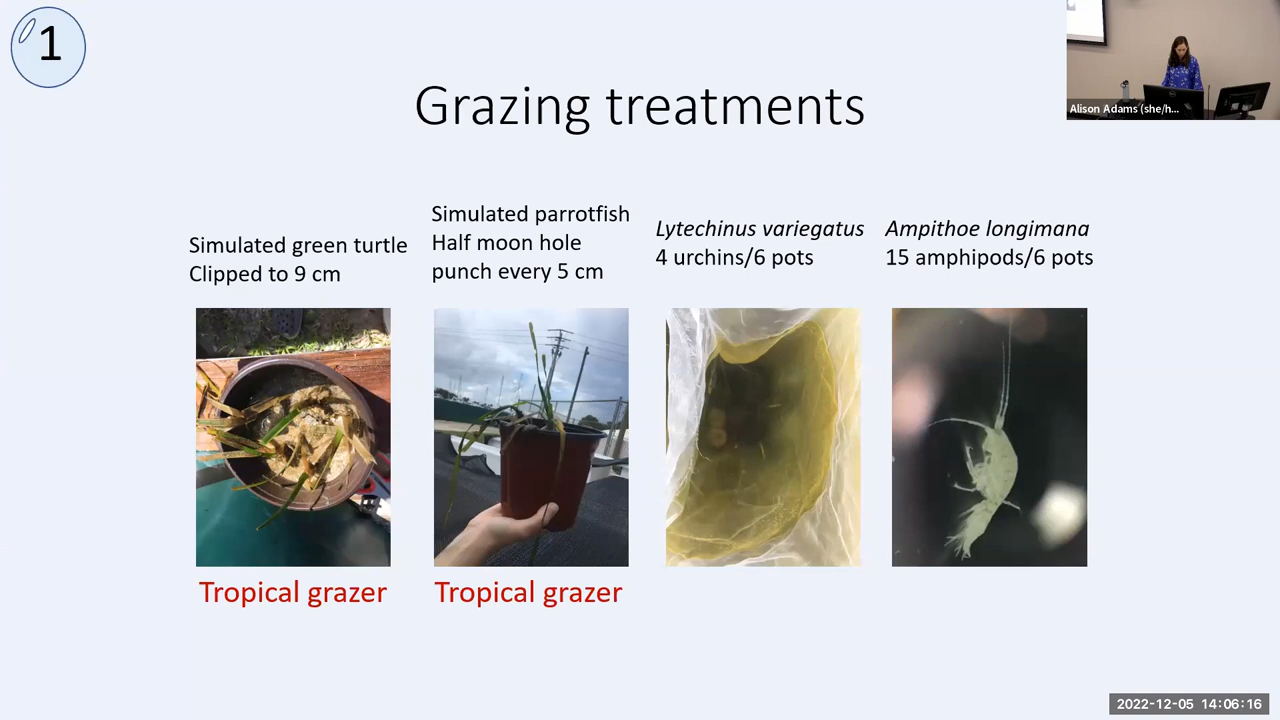 1
Alison Adams (she/h...
Grazing treatments
Simulated green turtle
Clipped to 9 cm
Simulated parrotfish
Half moon hole
punch every 5 cm
Lytechinus variegatus
4 urchins/6 pots
Ampithoe longimana
15 amphipods/6 pots
Tropical grazer
Tropical grazer
2022-12-05 14:06:16